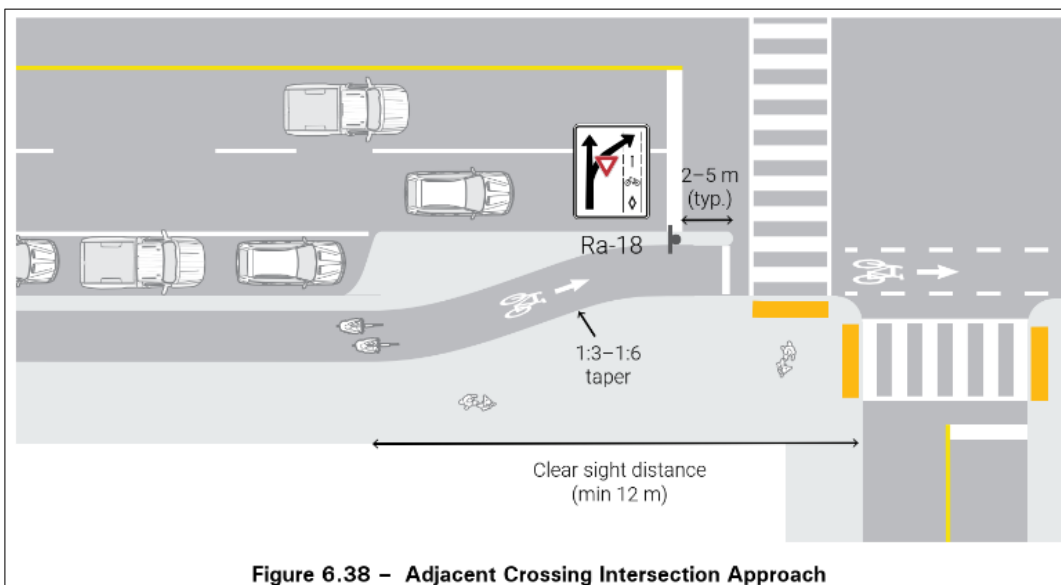 2–5 m
(typ.)
Ra-18
1:3–1:6
taper
Clear sight distance
(min 12 m)
Figure 6.38 – Adjacent Crossing Intersection Approach